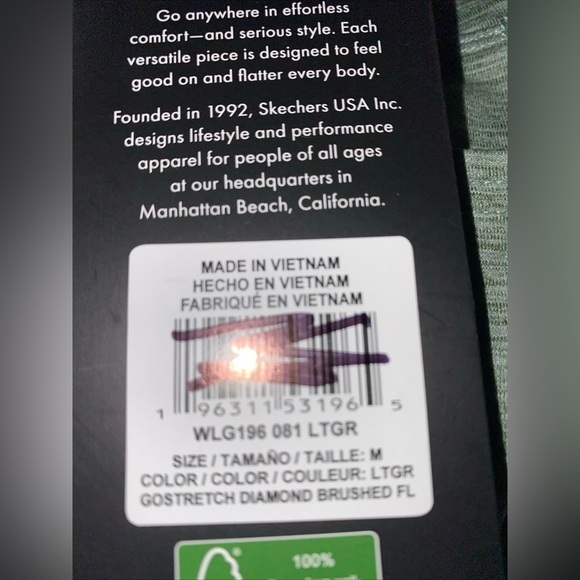 Go anywhere in effortless
comfort—and serious style. Each
versatile piece is designed to feel
good on and flatter every body.
Founded in 1992, Skechers USA Inc.
designs lifestyle and performance
apparel for people of all ages
at our headquarters in
Manhattan Beach, California.
MADE IN VIETNAM
HECHO EN VIETNAM
FABRIQUÉ EN VIETNAM
1 96311 53196 5
WLG196 081 LTGR
SIZE / TAMAÑO / TAILLE: M
COLOR / COLOR / COULEUR: LTGR
GOSTRETCH DIAMOND BRUSHED FL
100%